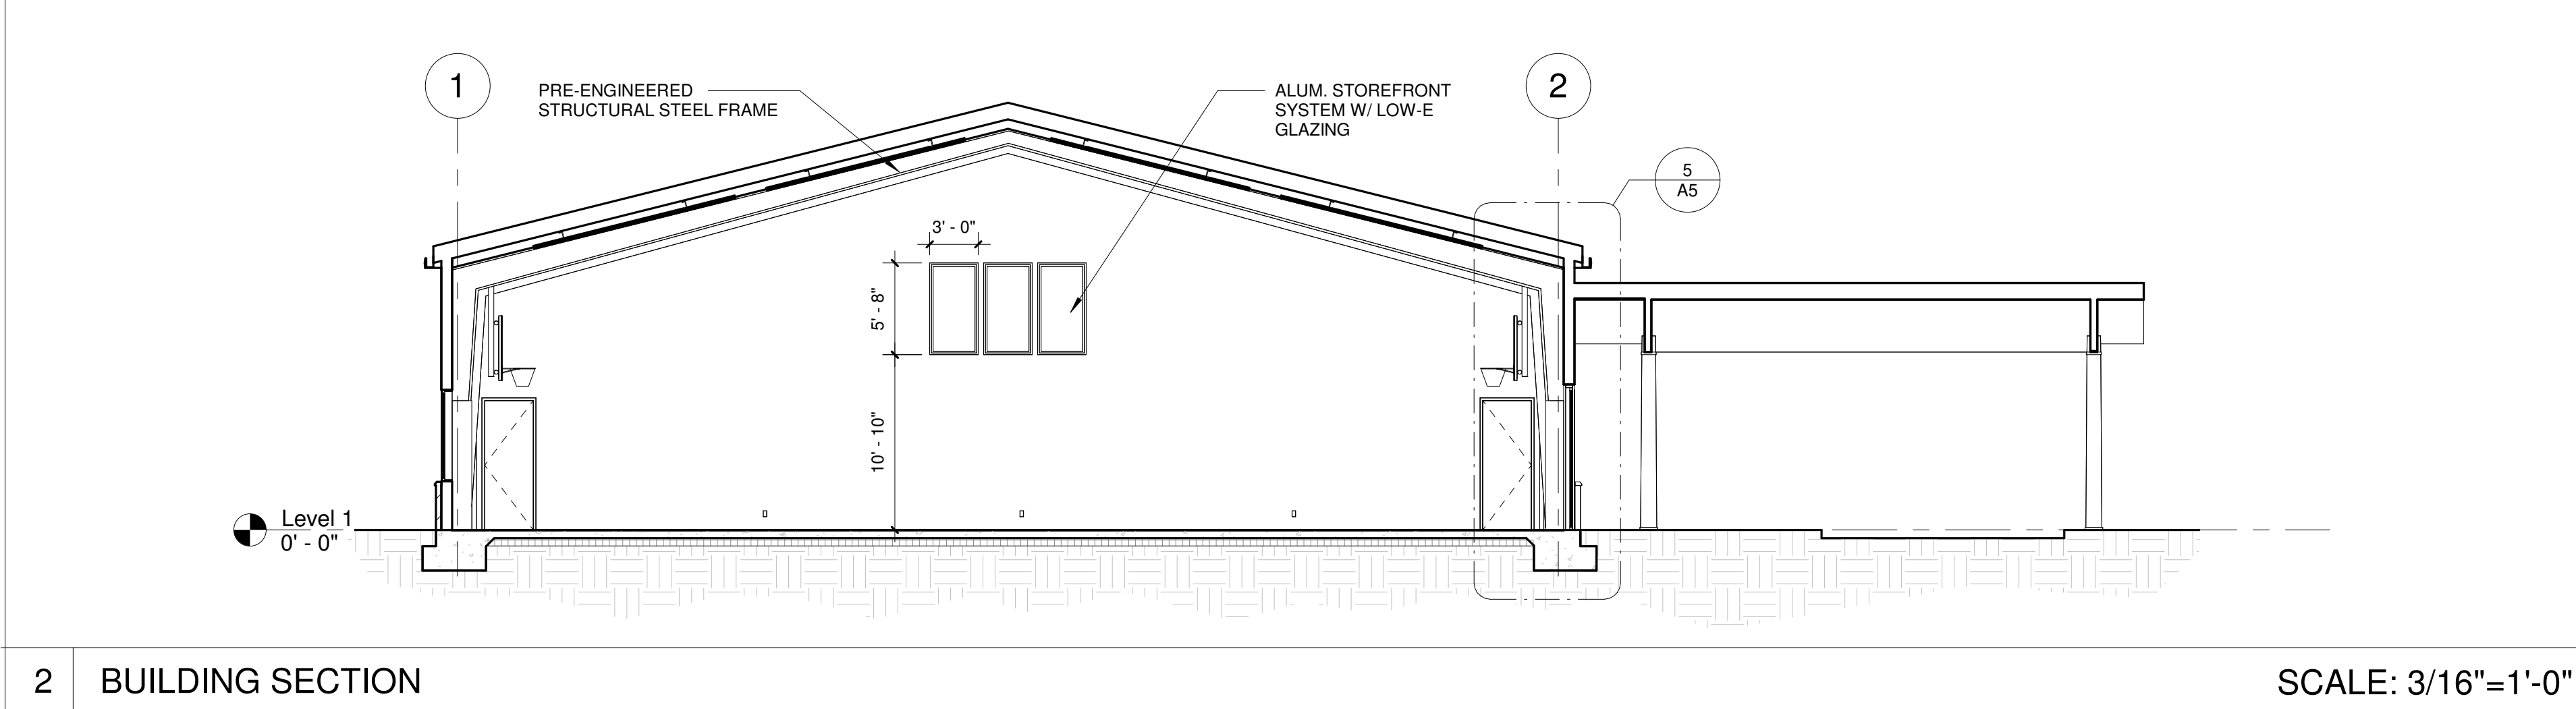 1
PRE-ENGINEERED
STRUCTURAL STEEL FRAME
ALUM. STOREFRONT
SYSTEM W/ LOW-E
GLAZING
2
5
A5
3' - 0"
5' - 8"
10' - 10"
Level 1
0' - 0"
2
BUILDING SECTION
SCALE: 3/16"=1'-0"